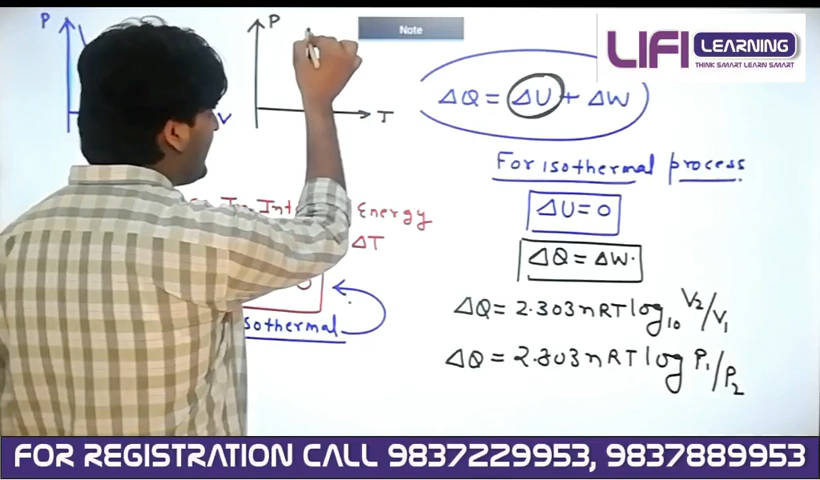 P
P
Note
LIFI LEARNING
THINK SMART LEARN SMART
V
T
ΔQ = ΔU + ΔW
For isothermal process
ΔU = 0
Energy
ΔT
ΔQ = ΔW.
sothermal
ΔQ = 2.303nRT log₁₀ V₂/V₁
ΔQ = 2.303nRT log P₁/P₂
FOR REGISTRATION CALL 9837229953, 9837889953